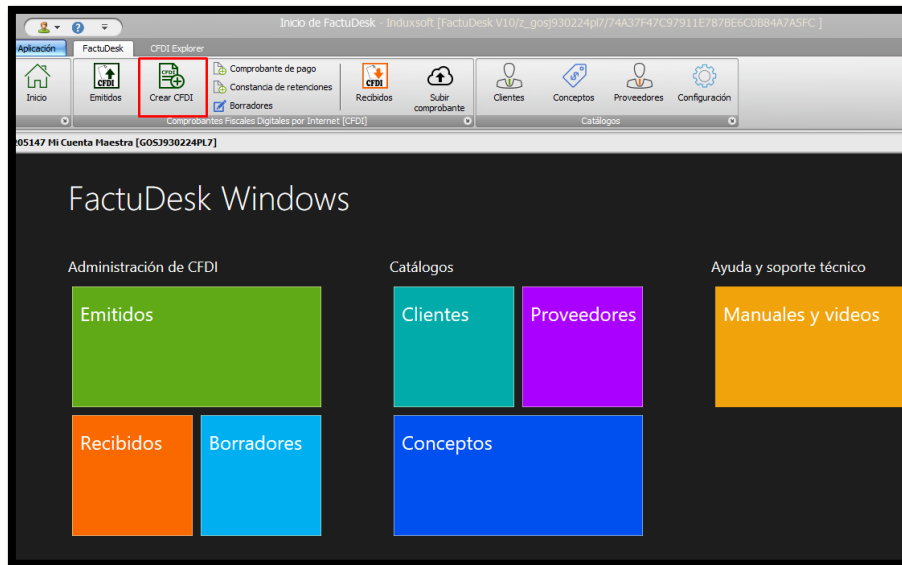 Inicio de FactuDesk - Induxsoft [FactuDesk V10/z_gosj930224pl7/74A37F47C97911E787BE6C0B84A7A5FC ]
Aplicación FactuDesk CFDI Explorer
Inicio
CFDI
Emitidos
CFDI
Crear CFDI
Comprobante de pago
Constancia de retenciones
Borradores
CFDI
Recibidos
Subir
comprobante
Clientes
$
Conceptos
Proveedores
Configuración
Comprobantes Fiscales Digitales por Internet [CFDI]
Catálogos
205147 Mi Cuenta Maestra [GOSJ930224PL7]
FactuDesk Windows
Administración de CFDI
Catálogos
Ayuda y soporte técnico
Emitidos
Clientes
Proveedores
Manuales y videos
Recibidos
Borradores
Conceptos